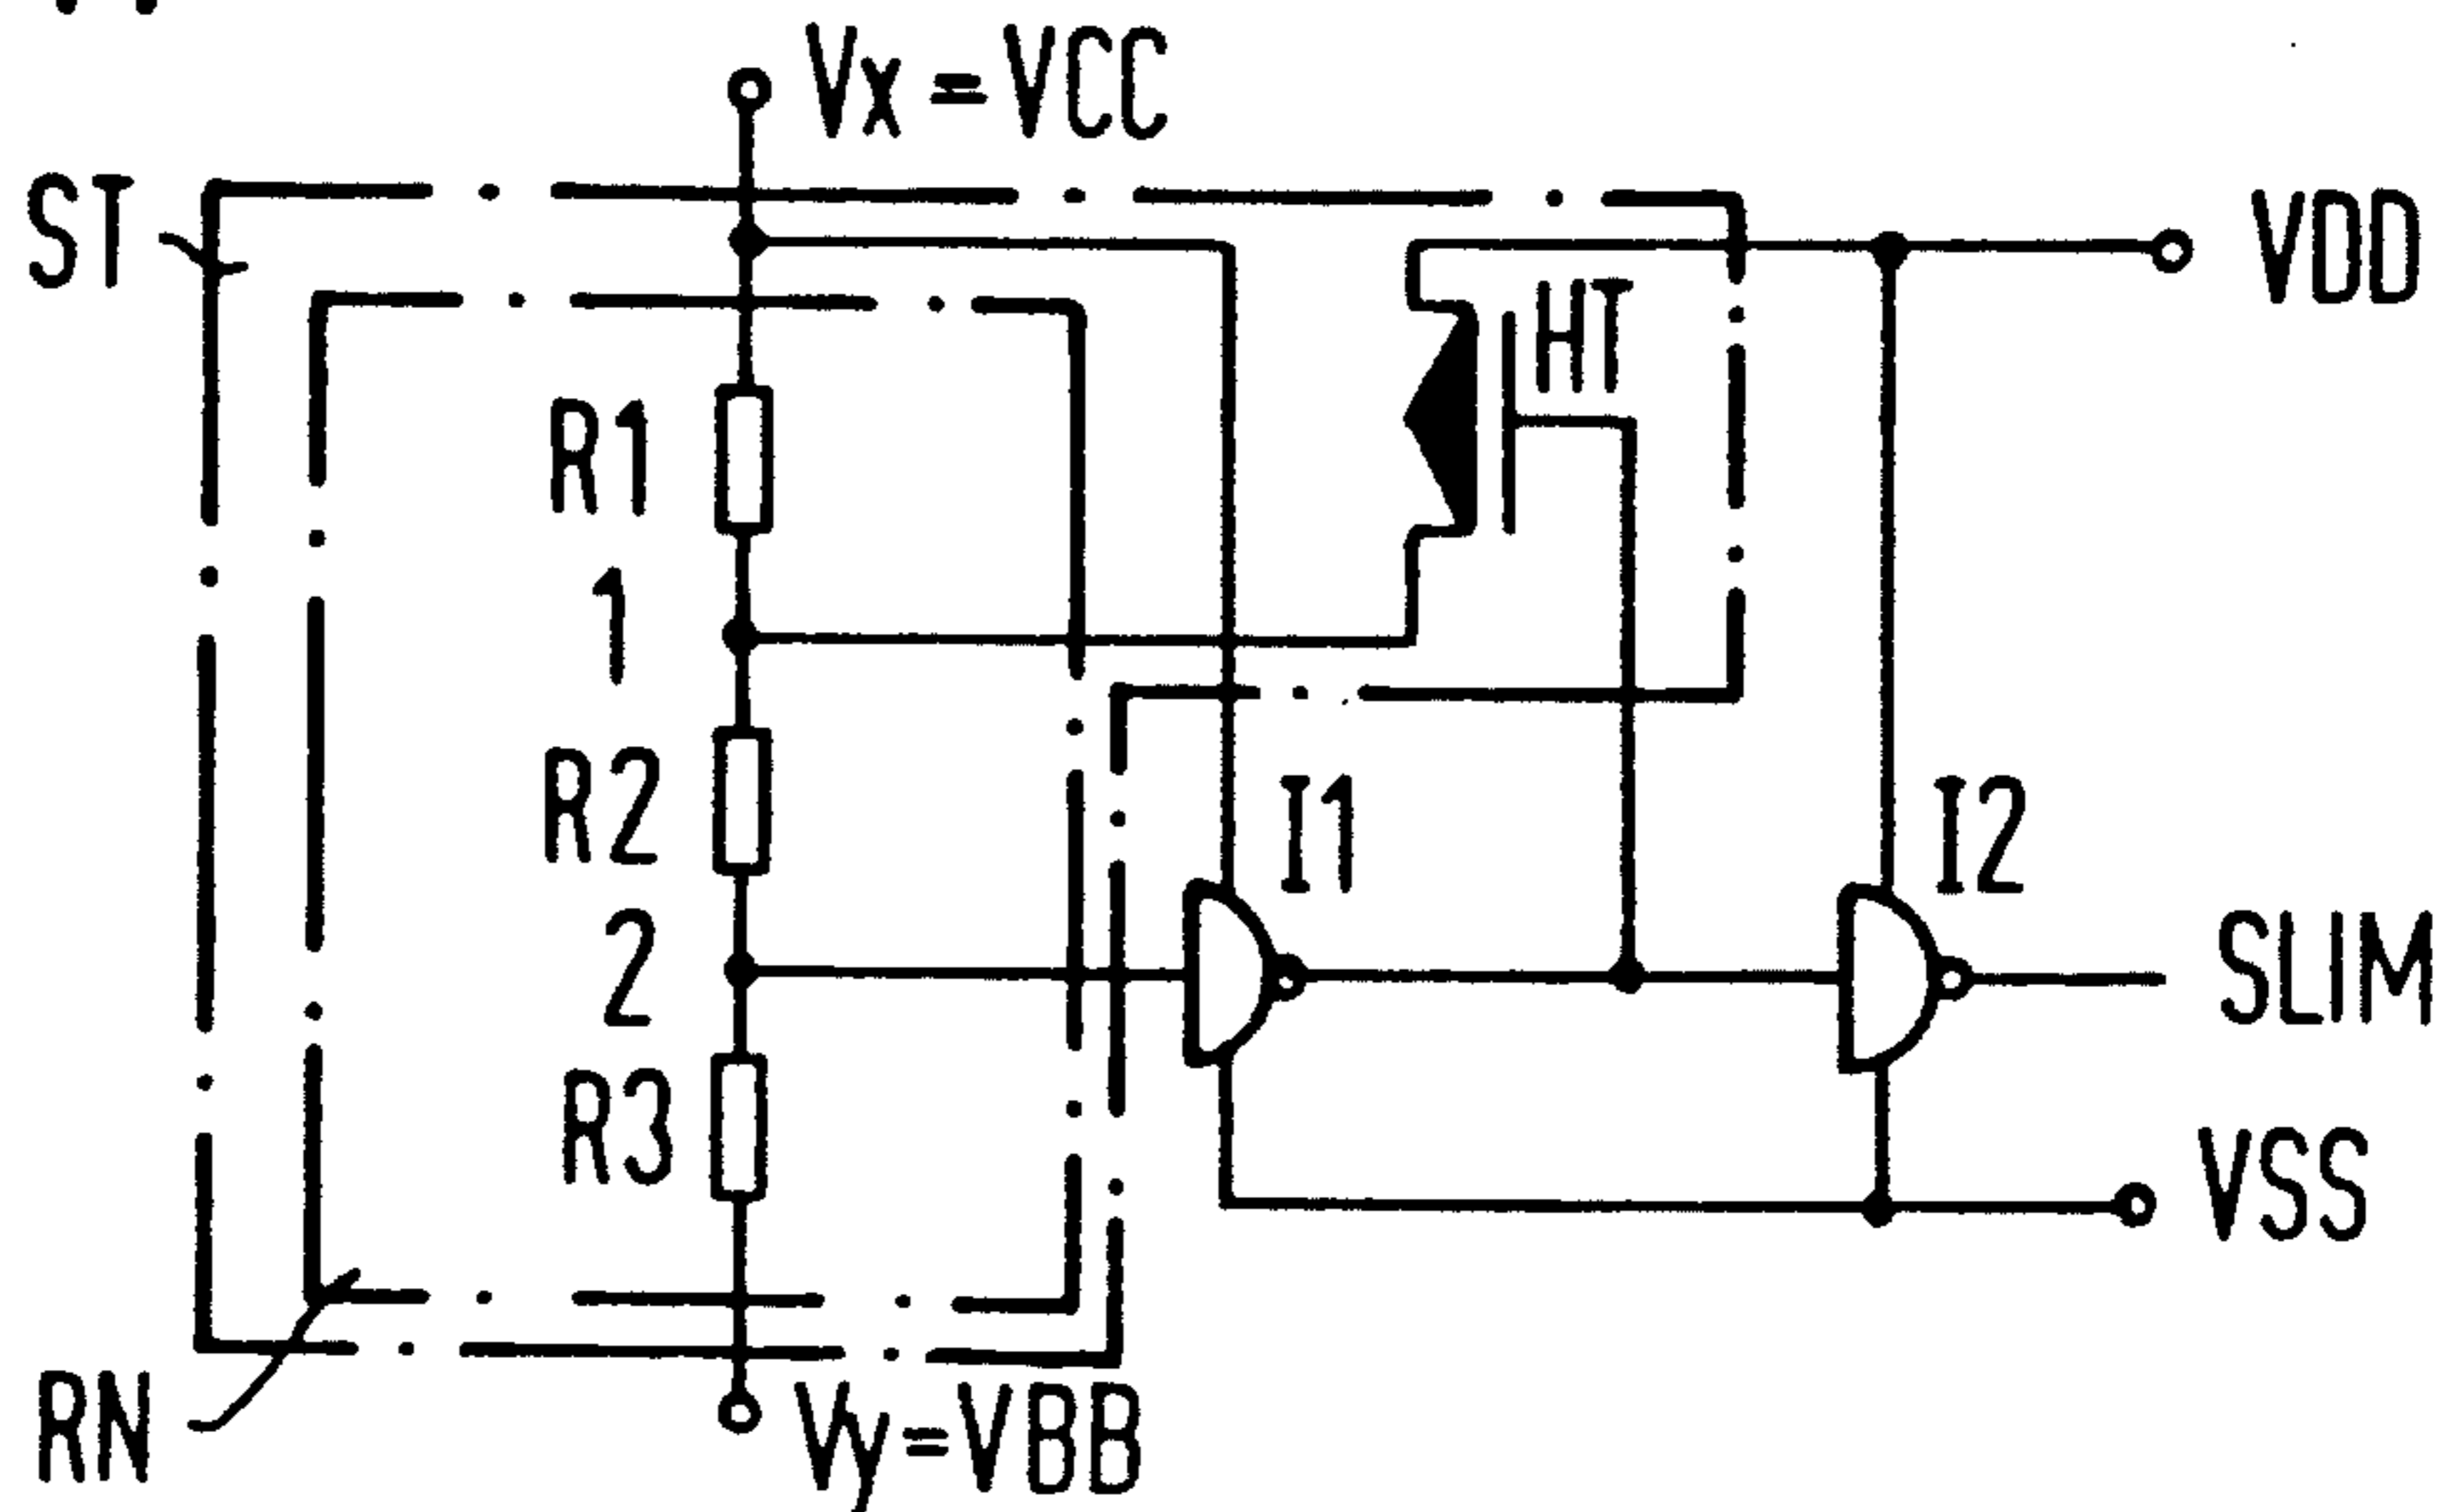 Vx = VCC
ST
VDD
HT
R1
1
R2
I1
I2
2
SLIM
R3
VSS
RN
Vy = VBB